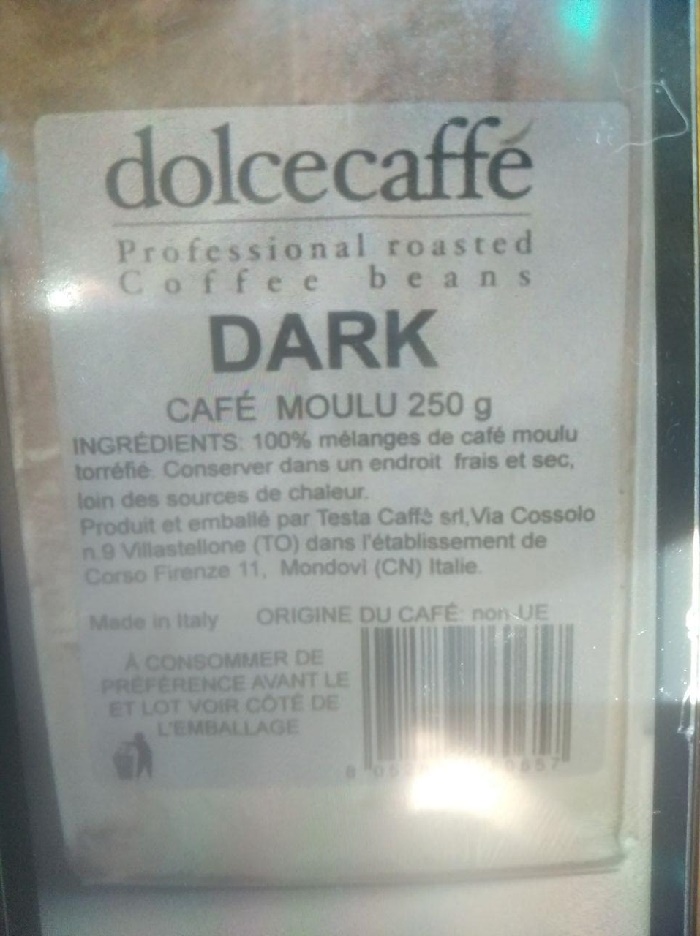 dolcecaffé
Professional roasted
Coffee beans
DARK
CAFÉ MOULU 250 g
INGRÉDIENTS: 100% mélanges de café moulu
torréfié. Conserver dans un endroit frais et sec,
loin des sources de chaleur.
Produit et emballé par Testa Caffè srl, Via Cossolo
n.9 Villastellone (TO) dans l'établissement de
Corso Firenze 11, Mondovì (CN) Italie.
Made in Italy ORIGINE DU CAFÉ: non UE
À CONSOMMER DE
PRÉFÉRENCE AVANT LE
ET LOT VOIR CÔTÉ DE
L'EMBALLAGE